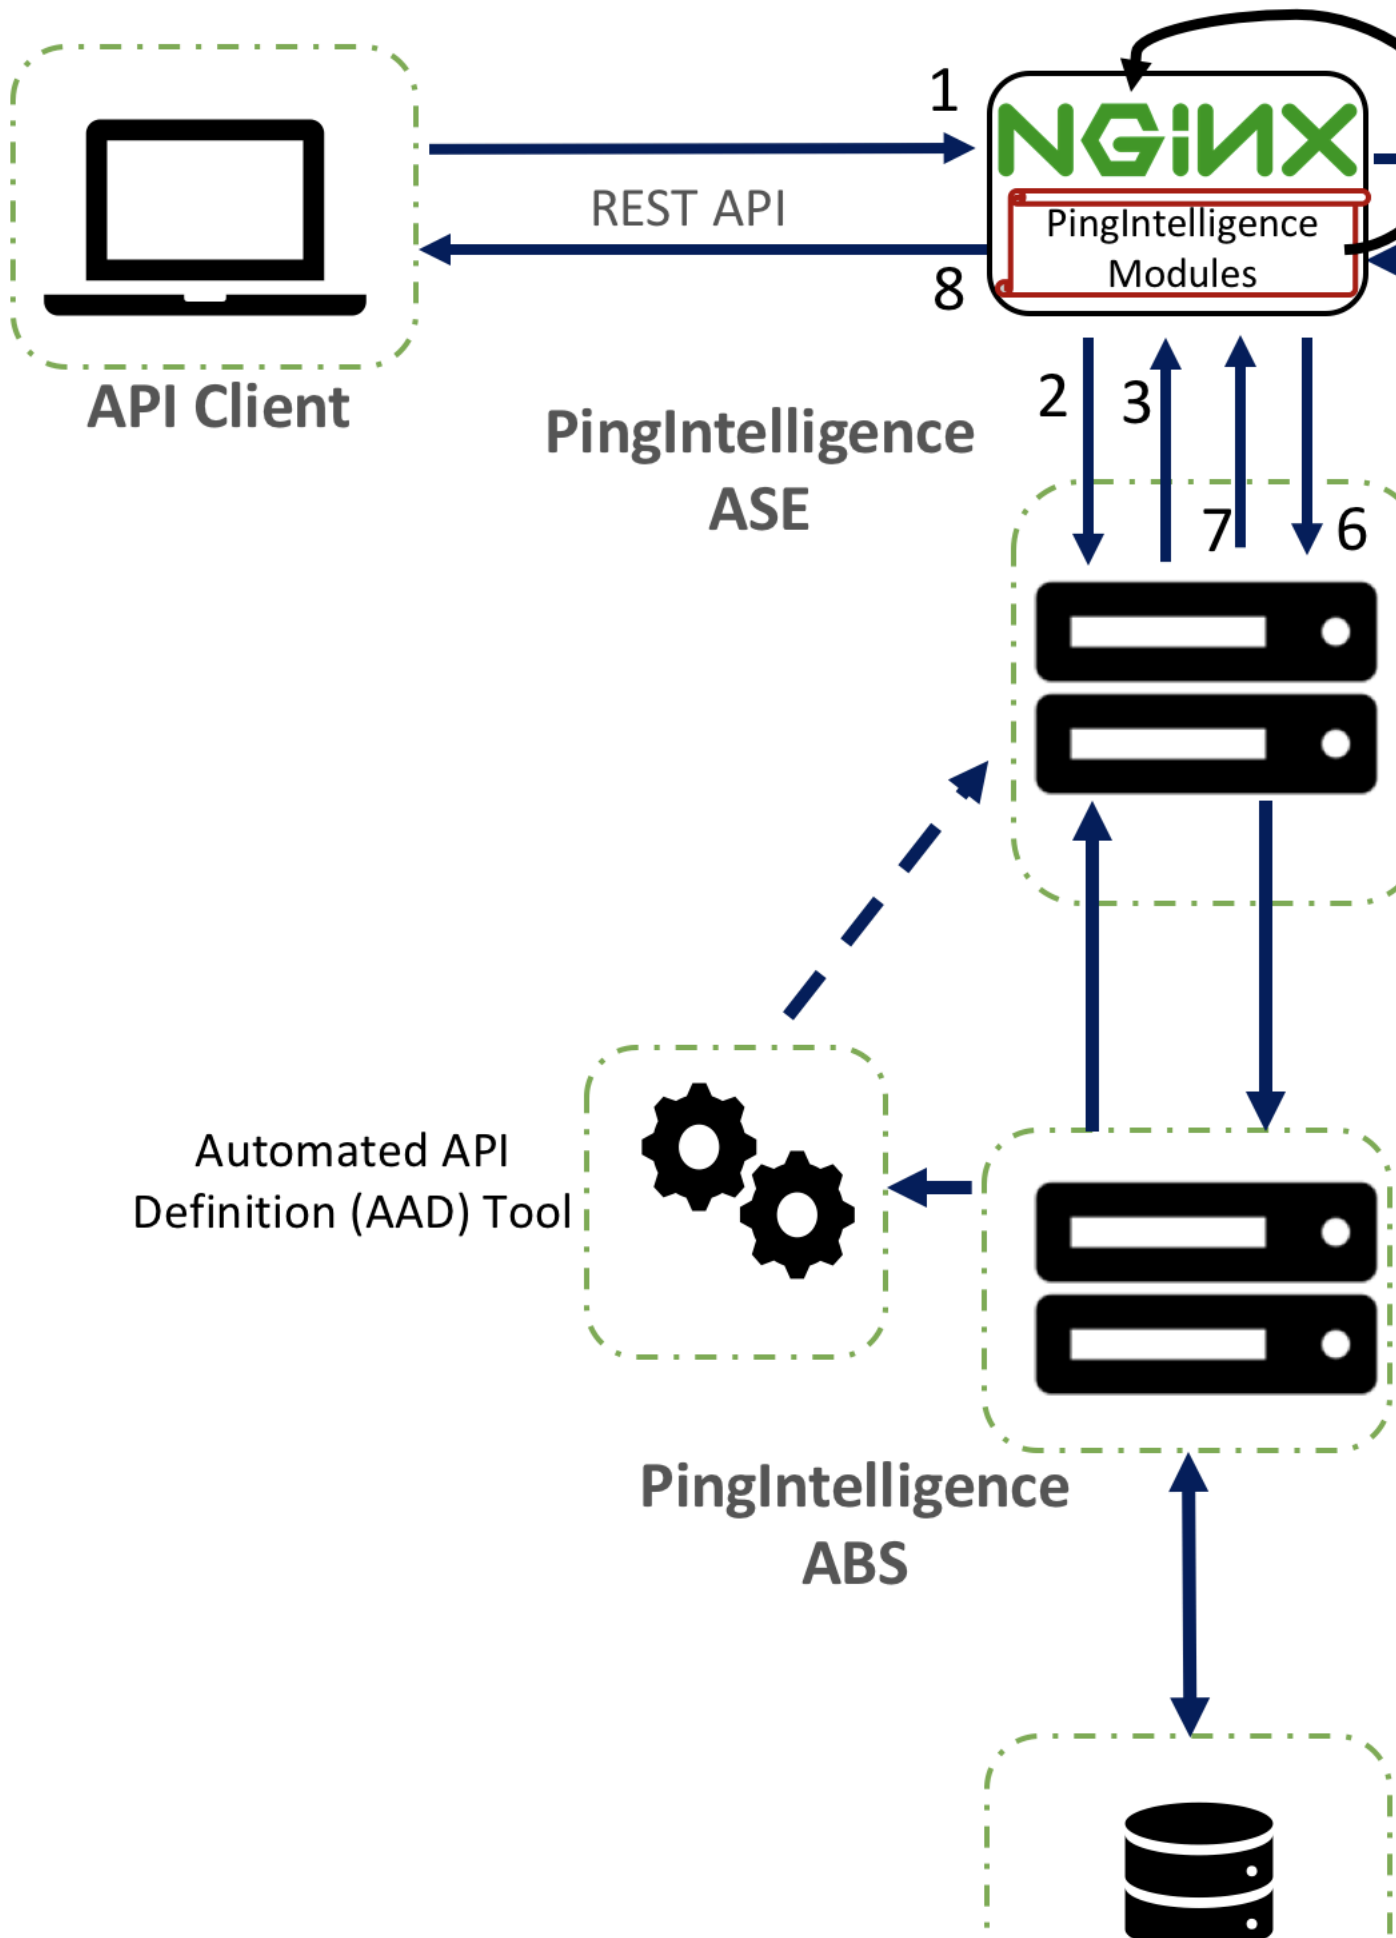 1
NGINX
REST API
PingIntelligence
Modules
8
API Client
2
3
PingIntelligence
ASE
7
6
Automated API
Definition (AAD) Tool
PingIntelligence
ABS